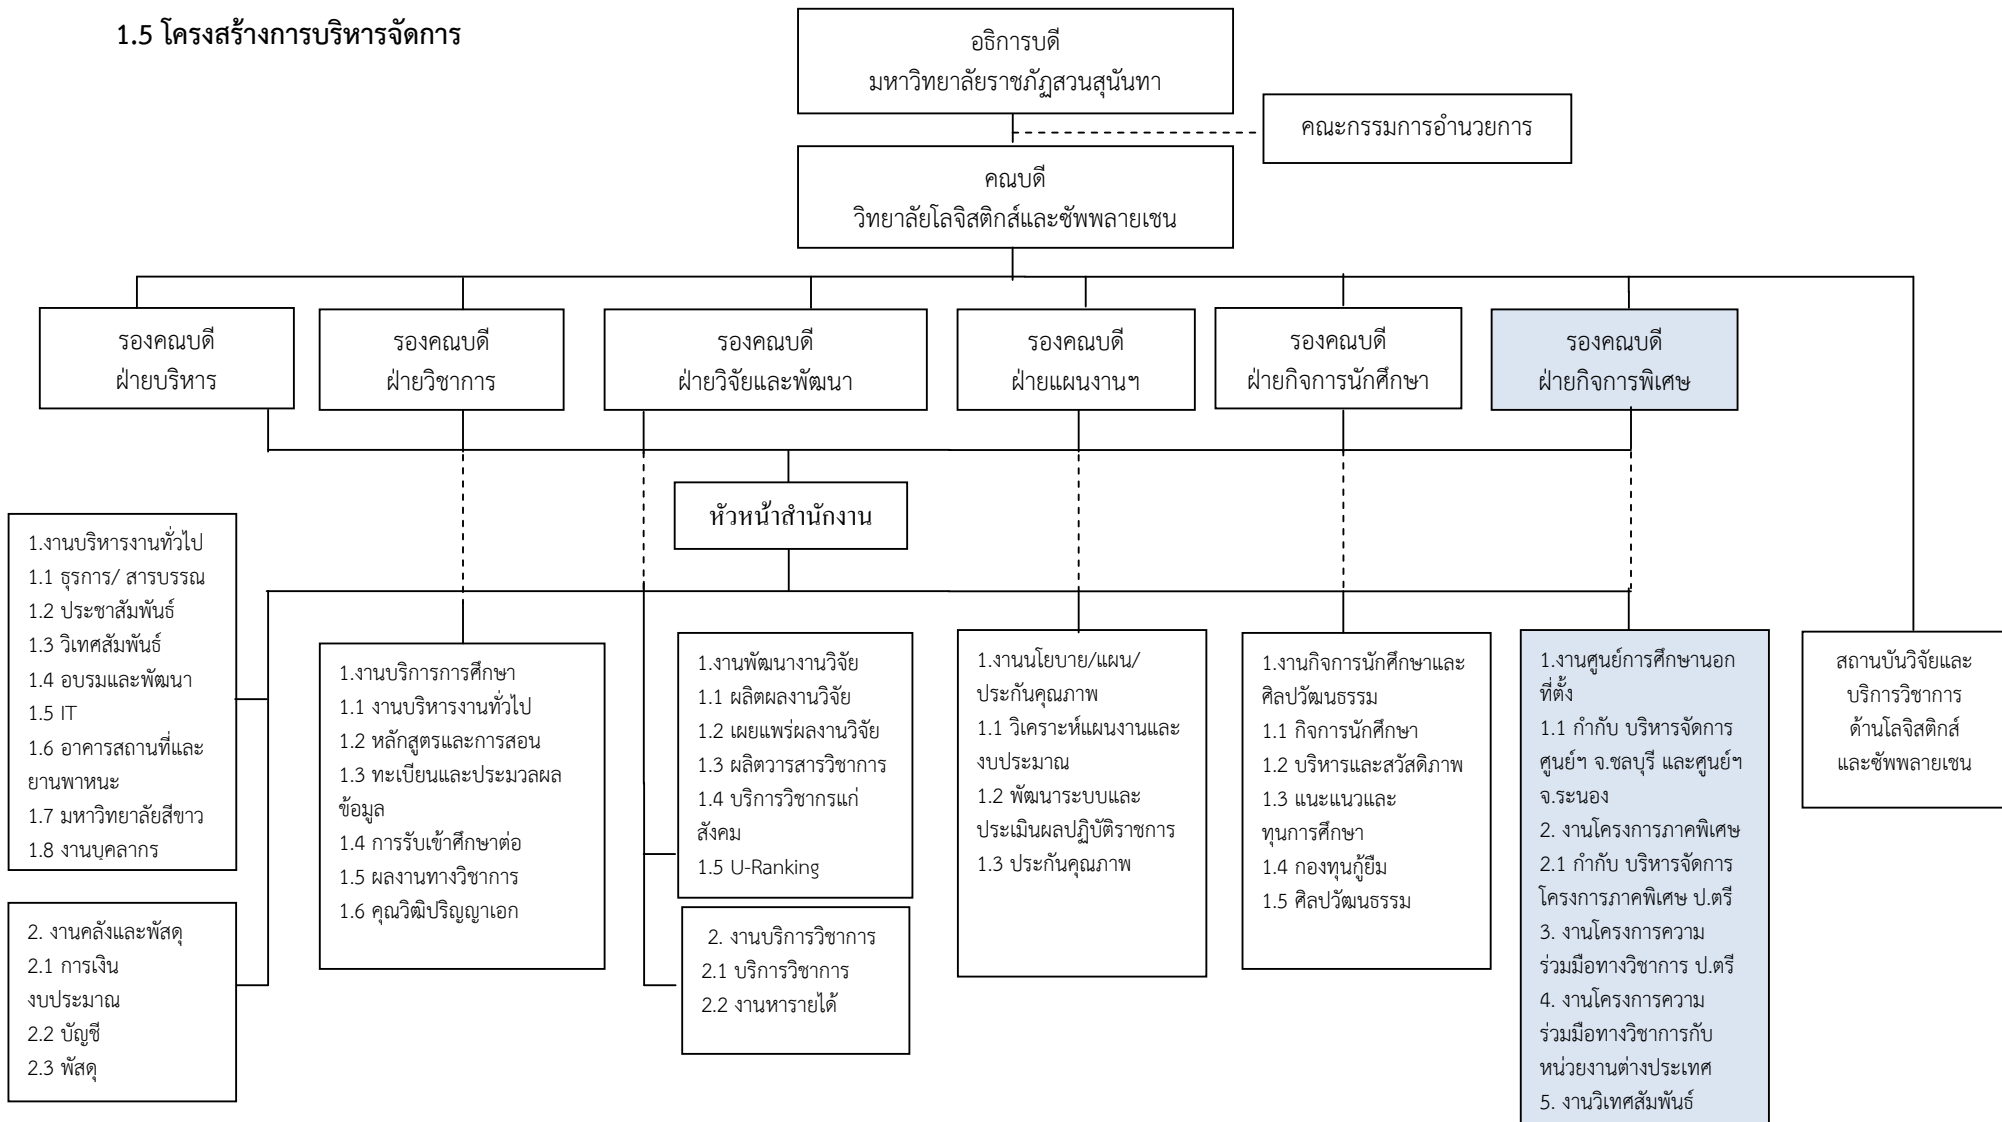 1.5 โครงสร้างการบริหารจัดการ
อธิการบดี
มหาวิทยาลัยราชภัฏสวนสุนันทา
คณะกรรมการอำนวยการ
คณบดี
วิทยาลัยโลจิสติกส์และซัพพลายเชน
รองคณบดี
ฝ่ายบริหาร
รองคณบดี
ฝ่ายวิชาการ
รองคณบดี
ฝ่ายวิจัยและพัฒนา
รองคณบดี
ฝ่ายแผนงานฯ
รองคณบดี
ฝ่ายกิจการนักศึกษา
รองคณบดี
ฝ่ายกิจการพิเศษ
หัวหน้าสำนักงาน
1.งานบริหารงานทั่วไป
1.1 ธุรการ/ สารบรรณ
1.2 ประชาสัมพันธ์
1.3 วิเทศสัมพันธ์
1.4 อบรมและพัฒนา
1.5 IT
1.6 อาคารสถานที่และ
ยานพาหนะ
1.7 มหาวิทยาลัยสีขาว
1.8 งานบุคลากร
2. งานคลังและพัสดุ
2.1 การเงิน
งบประมาณ
2.2 บัญชี
2.3 พัสดุ
1.งานบริการการศึกษา
1.1 งานบริหารงานทั่วไป
1.2 หลักสูตรและการสอน
1.3 ทะเบียนและประมวลผล
ข้อมูล
1.4 การรับเข้าศึกษาต่อ
1.5 ผลงานทางวิชาการ
1.6 คุณวิฒิปริญญาเอก
1.งานพัฒนางานวิจัย
1.1 ผลิตผลงานวิจัย
1.2 เผยแพร่ผลงานวิจัย
1.3 ผลิตวารสารวิชาการ
1.4 บริการวิชากรแก่
สังคม
1.5 U-Ranking
2. งานบริการวิชาการ
2.1 บริการวิชาการ
2.2 งานหารายได้
1.งานนโยบาย/แผน/
ประกันคุณภาพ
1.1 วิเคราะห์แผนงานและ
งบประมาณ
1.2 พัฒนาระบบและ
ประเมินผลปฏิบัติราชการ
1.3 ประกันคุณภาพ
1.งานกิจการนักศึกษาและ
ศิลปวัฒนธรรม
1.1 กิจการนักศึกษา
1.2 บริหารและสวัสดิภาพ
1.3 แนะแนวและ
ทุนการศึกษา
1.4 กองทุนกู้ยืม
1.5 ศิลปวัฒนธรรม
1.งานศูนย์การศึกษานอก
ที่ตั้ง
1.1 กำกับ บริหารจัดการ
ศูนย์ฯ จ.ชลบุรี และศูนย์ฯ
จ.ระนอง
2. งานโครงการภาคพิเศษ
2.1 กำกับ บริหารจัดการ
โครงการภาคพิเศษ ป.ตรี
3. งานโครงการความ
ร่วมมือทางวิชาการ ป.ตรี
4. งานโครงการความ
ร่วมมือทางวิชาการกับ
หน่วยงานต่างประเทศ
5. งานวิเทศสัมพันธ์
สถานบันวิจัยและ
บริการวิชาการ
ด้านโลจิสติกส์
และซัพพลายเชน